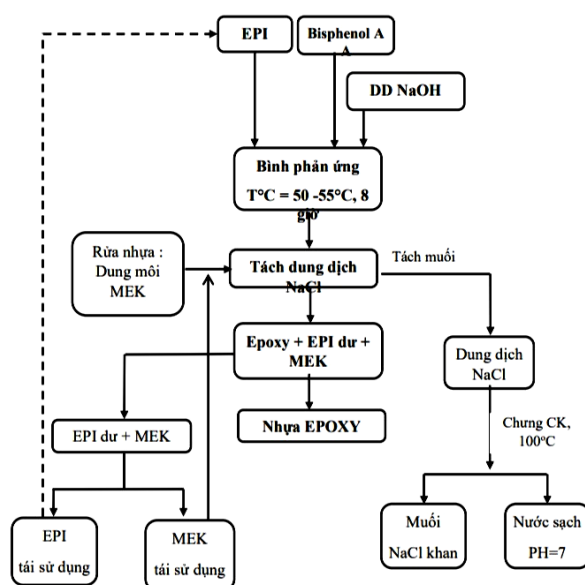 EPI
Bisphenol A
A
DD NaOH
Bình phản ứng
T°C = 50 -55°C, 8
giờ
Rửa nhựa :
Dung môi
MEK
Tách dung dịch
NaCl
Tách muối
Epoxy + EPI dư +
MEK
Dung dịch
NaCl
Nhựa EPOXY
EPI dư + MEK
Chưng CK,
100°C
EPI
tái sử dụng
MEK
tái sử dụng
Muối
NaCl khan
Nước sạch
PH=7